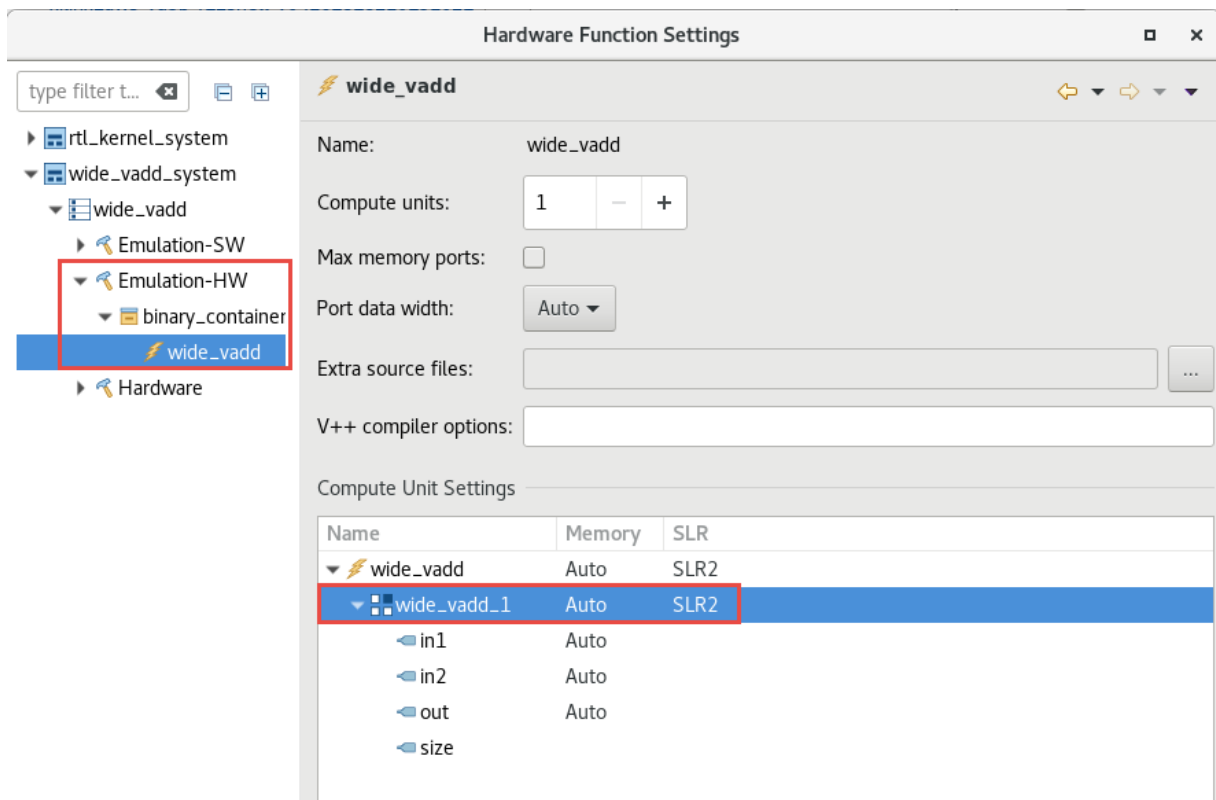 Hardware Function Settings
type filter t...
rtl_kernel_system
wide_vadd_system
wide_vadd
Emulation-SW
Emulation-HW
binary_container
wide_vadd
Hardware
wide_vadd
Name: wide_vadd
Compute units: 1
Max memory ports:
Port data width: Auto
Extra source files: ...
V++ compiler options:
Compute Unit Settings
Name Memory SLR
wide_vadd Auto SLR2
wide_vadd_1 Auto SLR2
in1 Auto
in2 Auto
out Auto
size